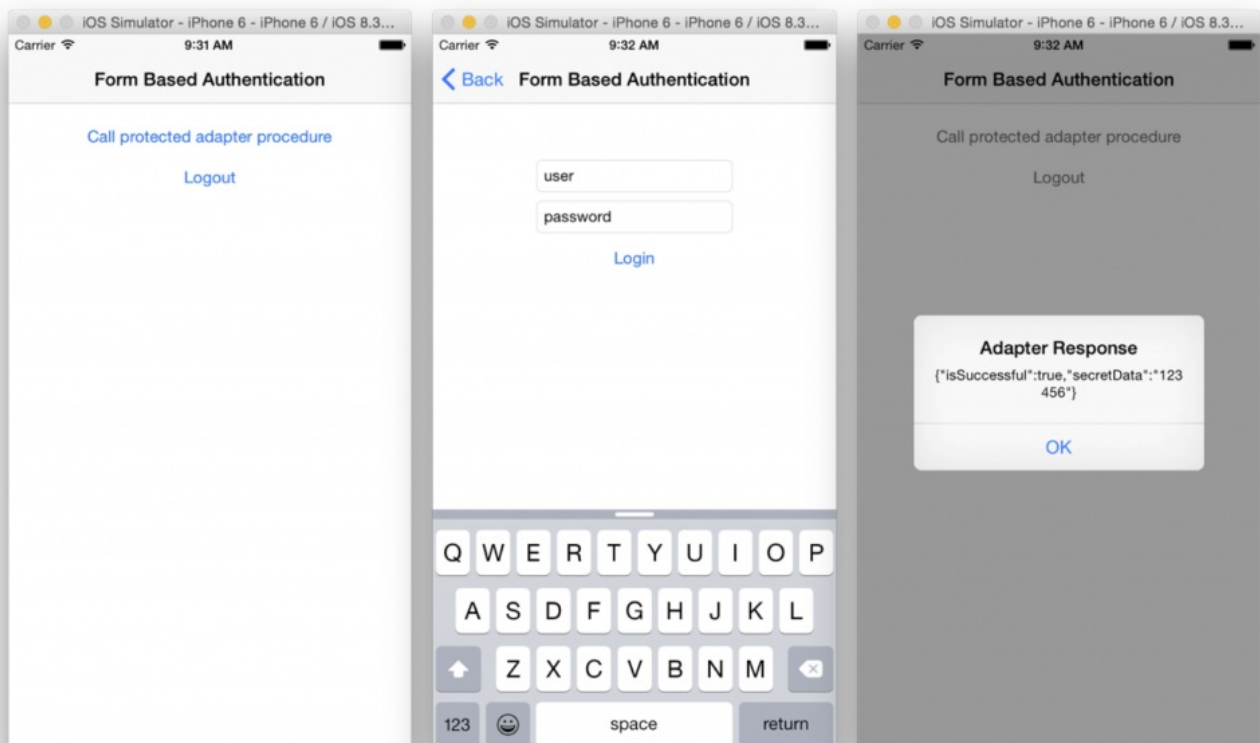 iOS Simulator - iPhone 6 - iPhone 6 / iOS 8.3...
Carrier 9:31 AM
Form Based Authentication
Call protected adapter procedure
Logout
iOS Simulator - iPhone 6 - iPhone 6 / iOS 8.3...
Carrier 9:32 AM
Back Form Based Authentication
user
password
Login
Q W E R T Y U I O P
A S D F G H J K L
Z X C V B N M
123 space return
iOS Simulator - iPhone 6 - iPhone 6 / iOS 8.3...
Carrier 9:32 AM
Form Based Authentication
Call protected adapter procedure
Logout
Adapter Response
{"isSuccessful":true,"secretData":"123
456"}
OK